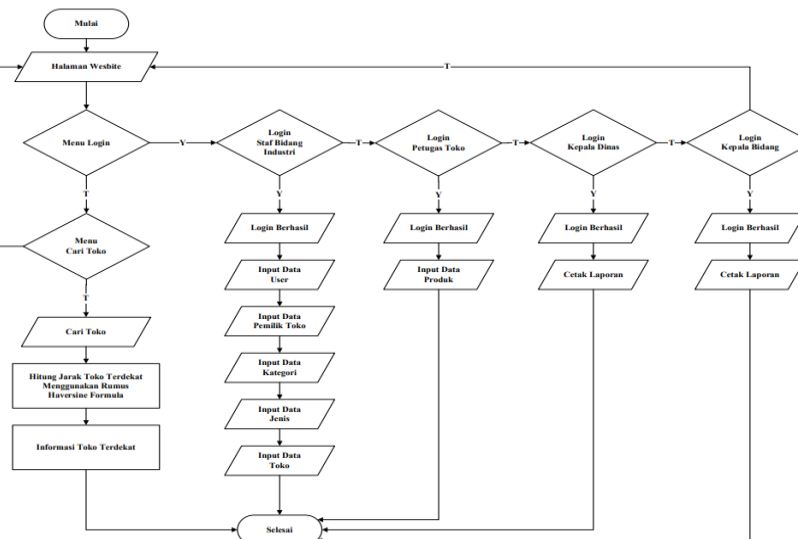 Mulai
Halaman Wesbite
T
Menu Login
Y
Login
Staf Bidang
Industri
T
Login
Petugas Toko
T
Login
Kepala Dinas
T
Login
Kepala Bidang
T
Y
Y
Y
Y
Menu
Cari Toko
Login Berhasil
Login Berhasil
Login Berhasil
Login Berhasil
Input Data
User
Input Data
Produk
Cetak Laporan
Cetak Laporan
T
Cari Toko
Input Data
Pemilik Toko
Hitung Jarak Toko Terdekat
Menggunakan Rumus
Haversine Formula
Input Data
Kategori
Input Data
Jenis
Informasi Toko Terdekat
Input Data
Toko
Selesai